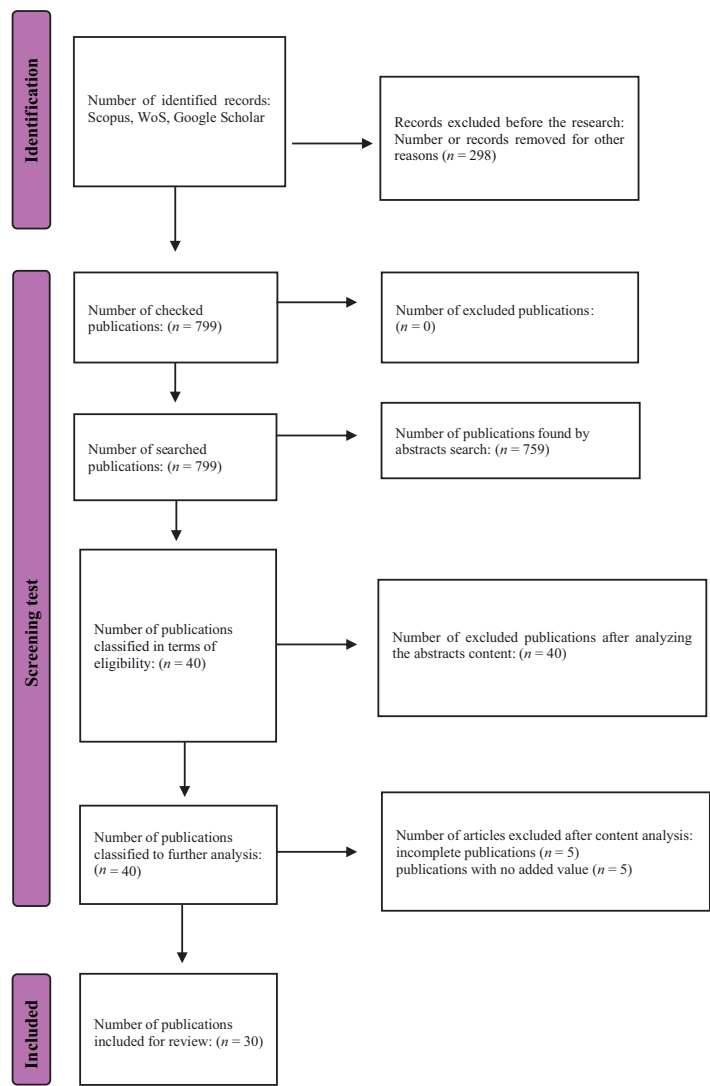 Identification
Number of identified records:
Scopus, WoS, Google Scholar
Records excluded before the research:
Number or records removed for other
reasons (n = 298)
Screening test
Number of checked
publications: (n = 799)
Number of excluded publications:
(n = 0)
Number of searched
publications: (n = 799)
Number of publications found by
abstracts search: (n = 759)
Number of publications
classified in terms of
eligibility: (n = 40)
Number of excluded publications after analyzing
the abstracts content: (n = 40)
Number of publications
classified to further analysis:
(n = 40)
Number of articles excluded after content analysis:
incomplete publications (n = 5)
publications with no added value (n = 5)
Included
Number of publications
included for review: (n = 30)